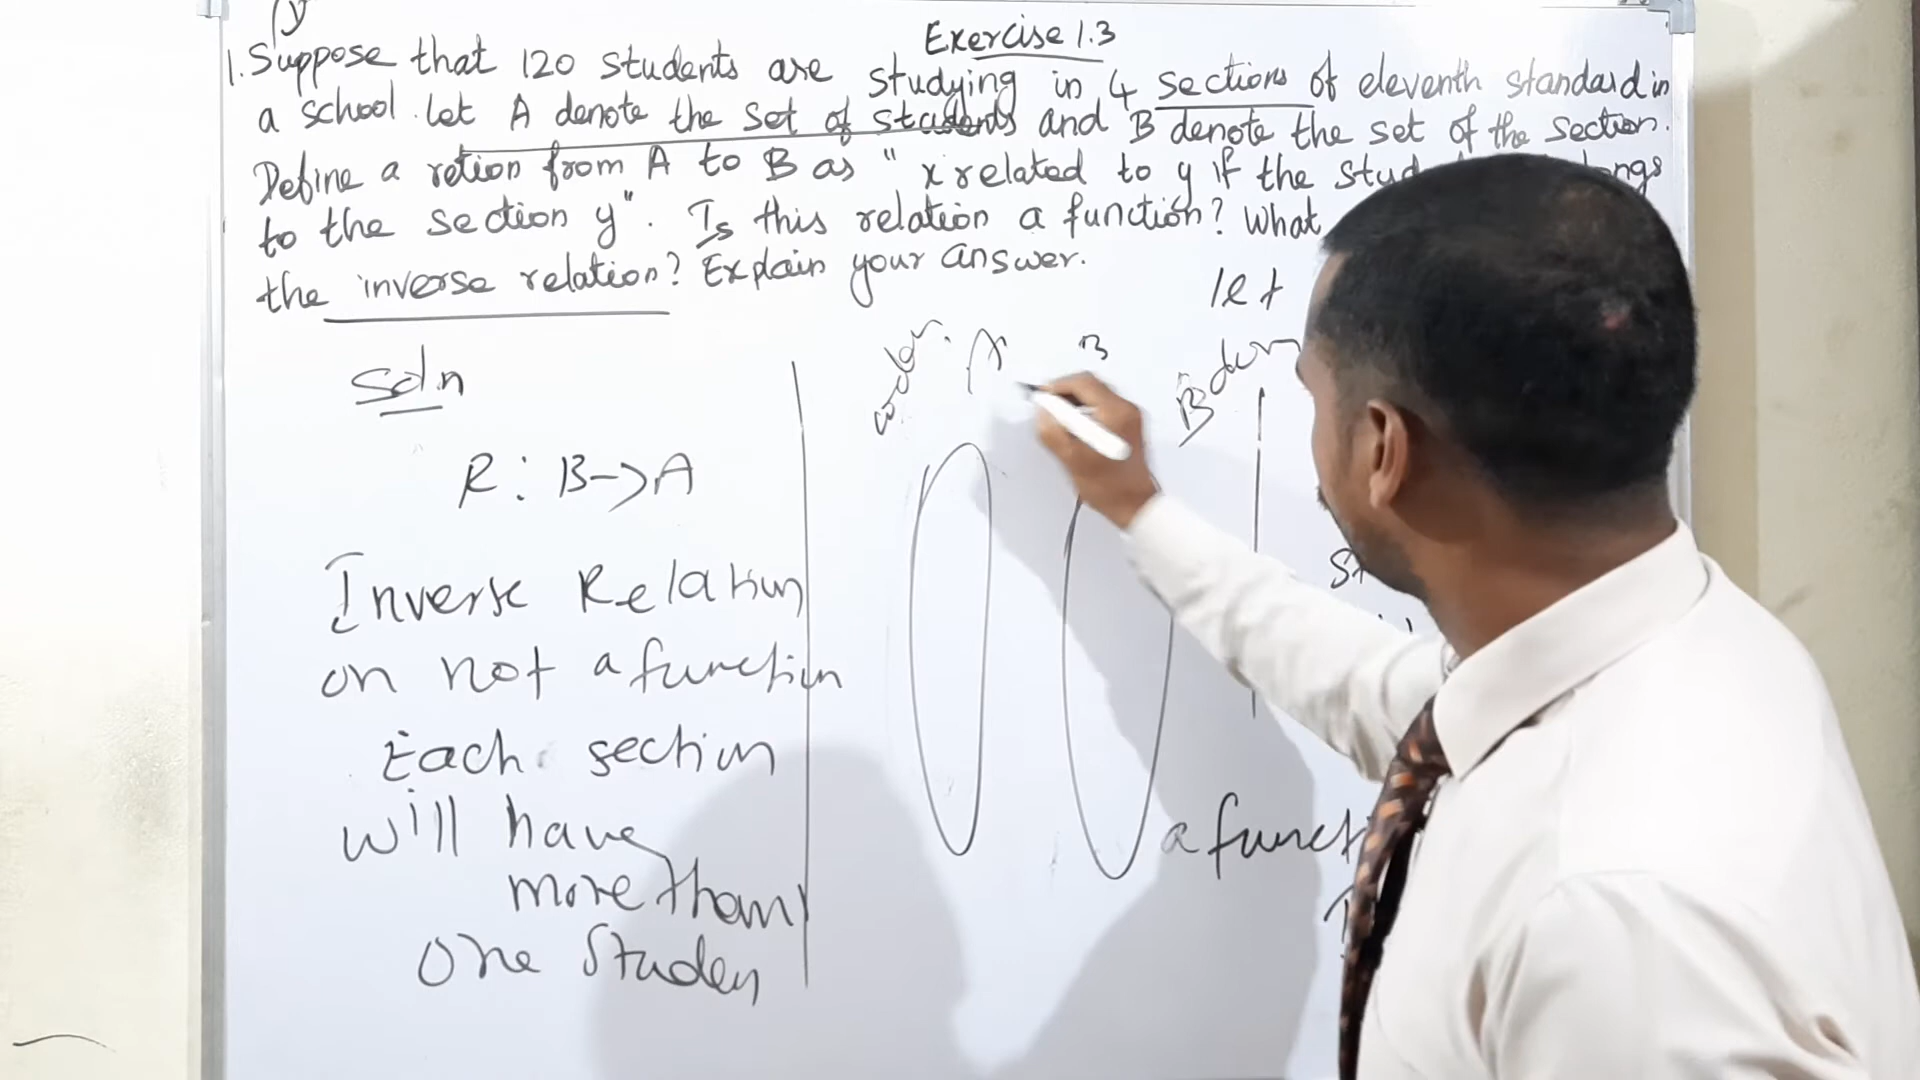 (y
Exercise 1.3
1. Suppose that 120 students are studying in 4 sections of eleventh standard in
a school. let A denote the set of students and B denote the set of the section.
Define a retion from A to B as "x related to y if the stud ongs
to the section y". Is this relation a function? What
the inverse relation? Explain your answer.
let
Soln
A B
B
R: B->A
Inverse Relation
on not a function
Each section
will have
a funct
more than
One Studen